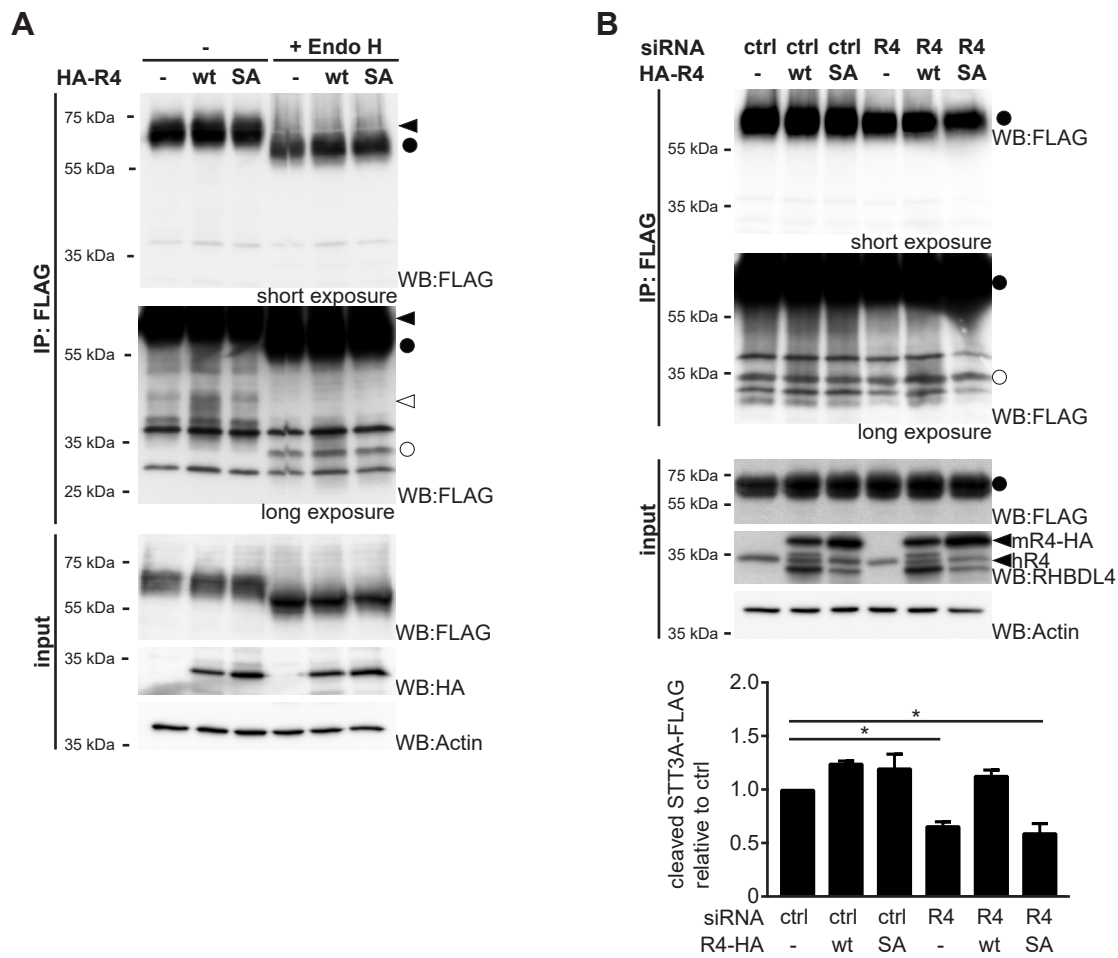 A
- + Endo H
HA-R4 - wt SA - wt SA
IP: FLAG
75 kDa
55 kDa
35 kDa
WB:FLAG
short exposure
55 kDa
35 kDa
25 kDa
WB:FLAG
long exposure
input
75 kDa
55 kDa
WB:FLAG
35 kDa
WB:HA
35 kDa
WB:Actin
B
siRNA ctrl ctrl ctrl R4 R4 R4
HA-R4 - wt SA - wt SA
IP: FLAG
55 kDa
WB:FLAG
35 kDa
short exposure
55 kDa
35 kDa
WB:FLAG
long exposure
input
75 kDa
55 kDa
WB:FLAG
mR4-HA
35 kDa
hR4
WB:RHBDL4
35 kDa
WB:Actin
cleaved STT3A-FLAG
relative to ctrl
2.0
1.5
1.0
0.5
0
*
*
siRNA ctrl ctrl ctrl R4 R4 R4
R4-HA - wt SA - wt SA